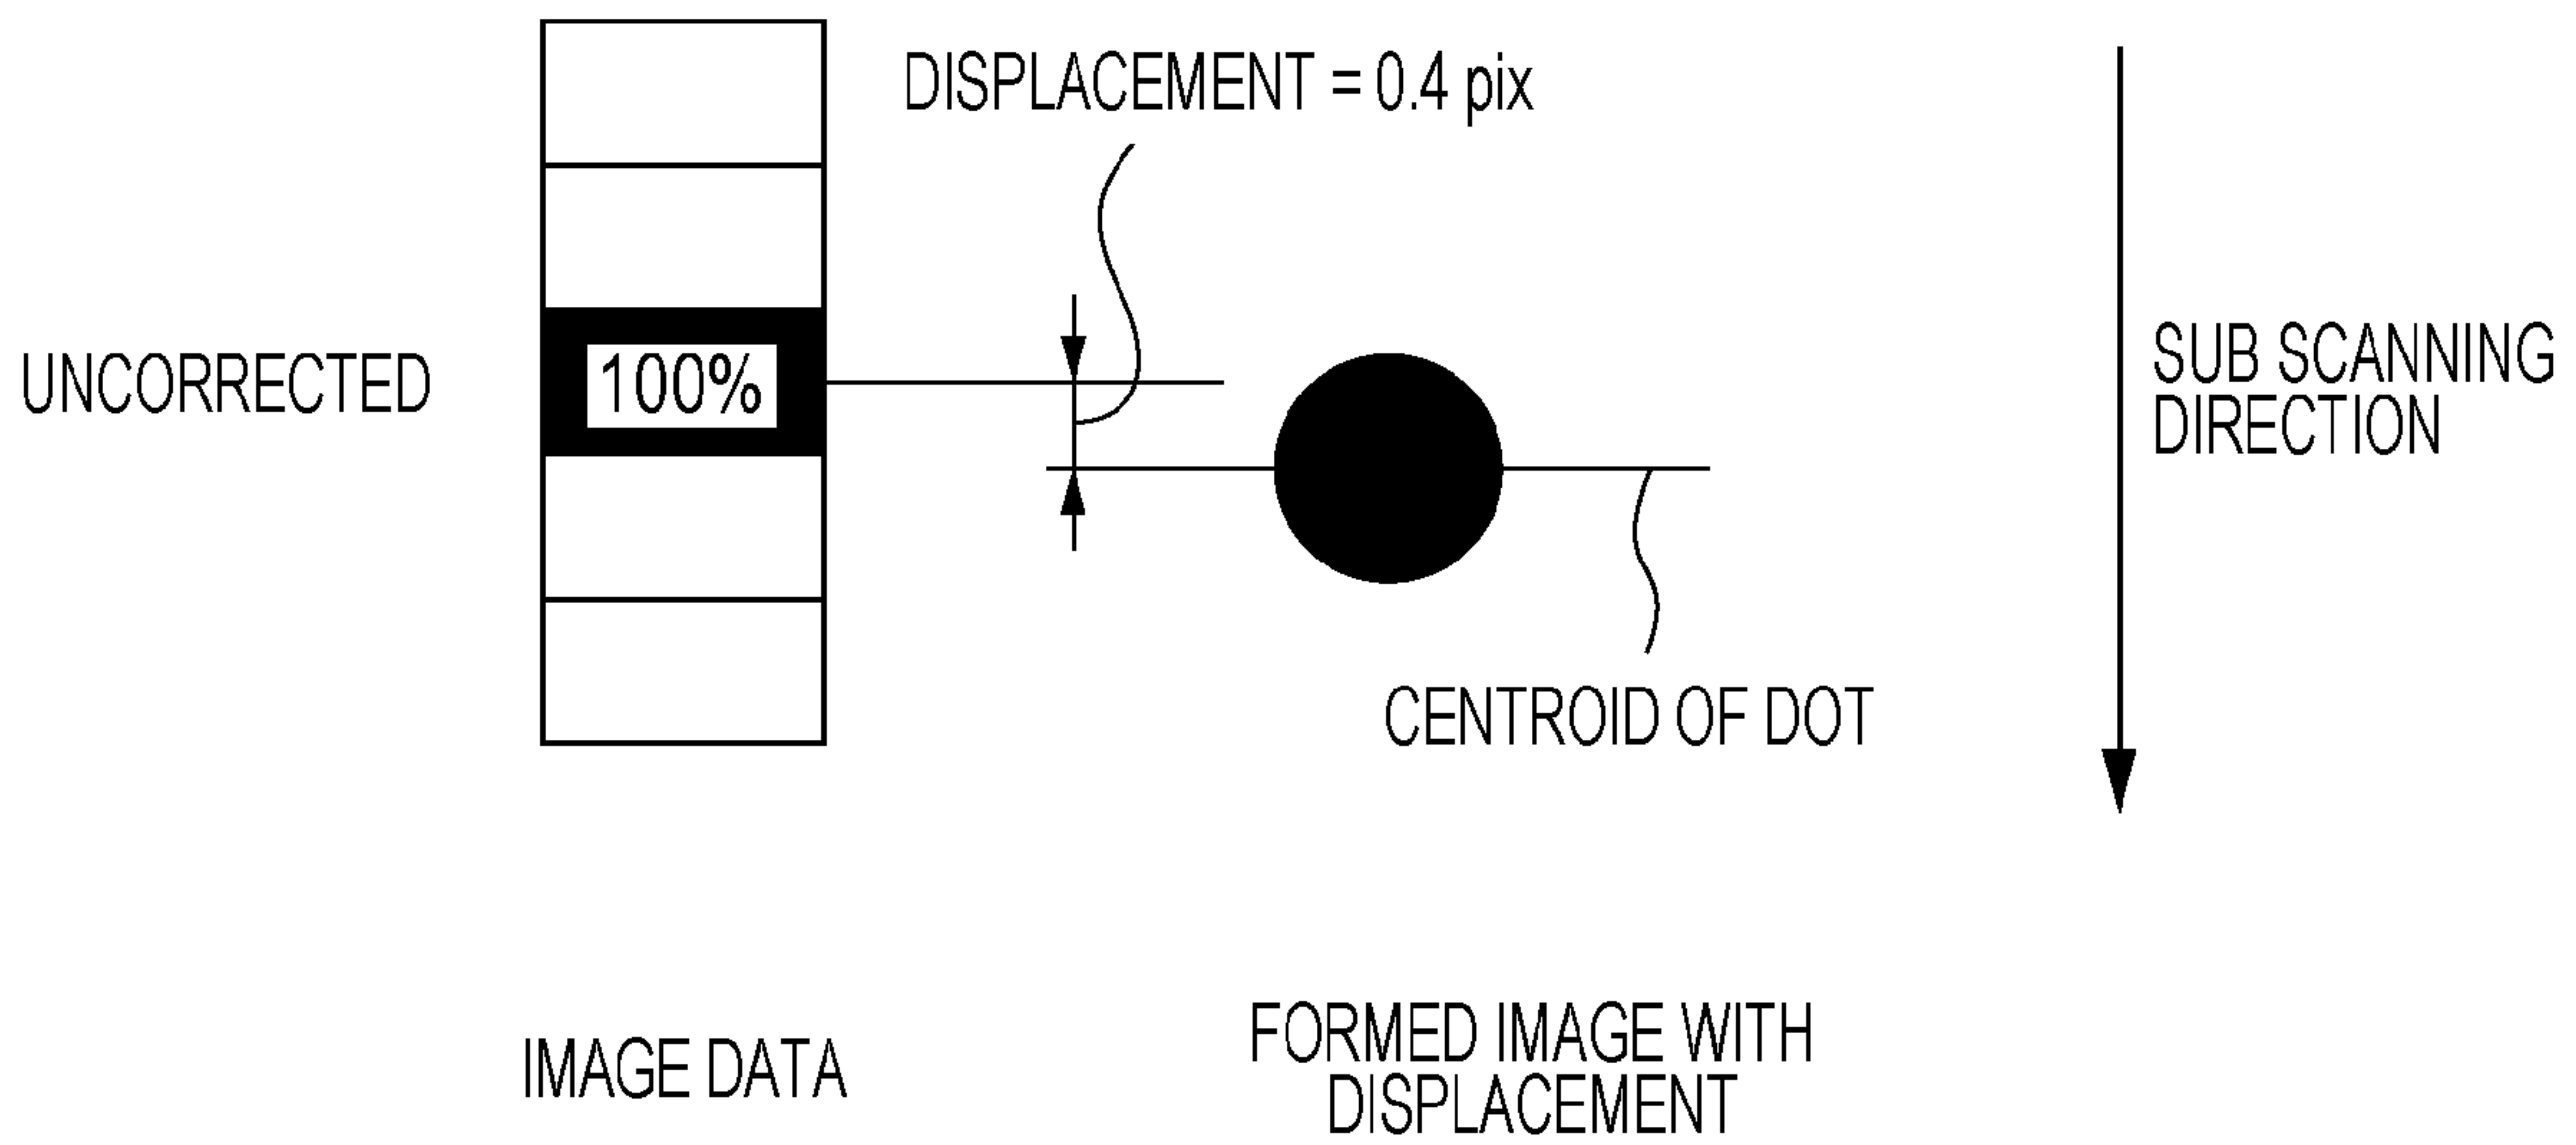 DISPLACEMENT = 0.4 pix
UNCORRECTED
100%
SUB SCANNING
DIRECTION
CENTROID OF DOT
IMAGE DATA
FORMED IMAGE WITH
DISPLACEMENT